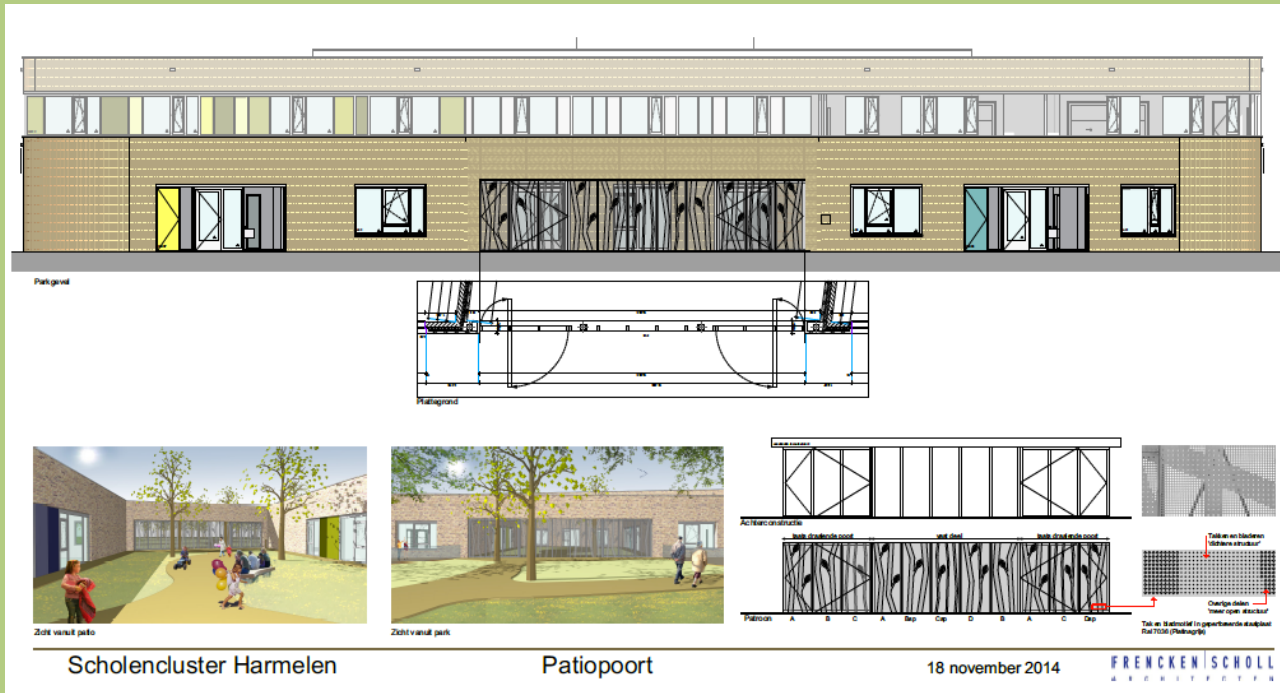 Parkgevel
Plattegrond
Zicht vanuit patio
Zicht vanuit park
Achterconstructie
taats draaiende poort vast deel taats draaiende poort
Patroon A B C A Bsp Csp D B A C Dsp
Takken en bladeren
'dichtere structuur'
Overige delen
'meer open structuur'
Tak en bladmotief in geperforeerde staalplaat
Ral 7036 (Platinagrijs)
Scholencluster Harmelen
Patiopoort
18 november 2014
FRENCKEN SCHOLL
ARCHITECTEN